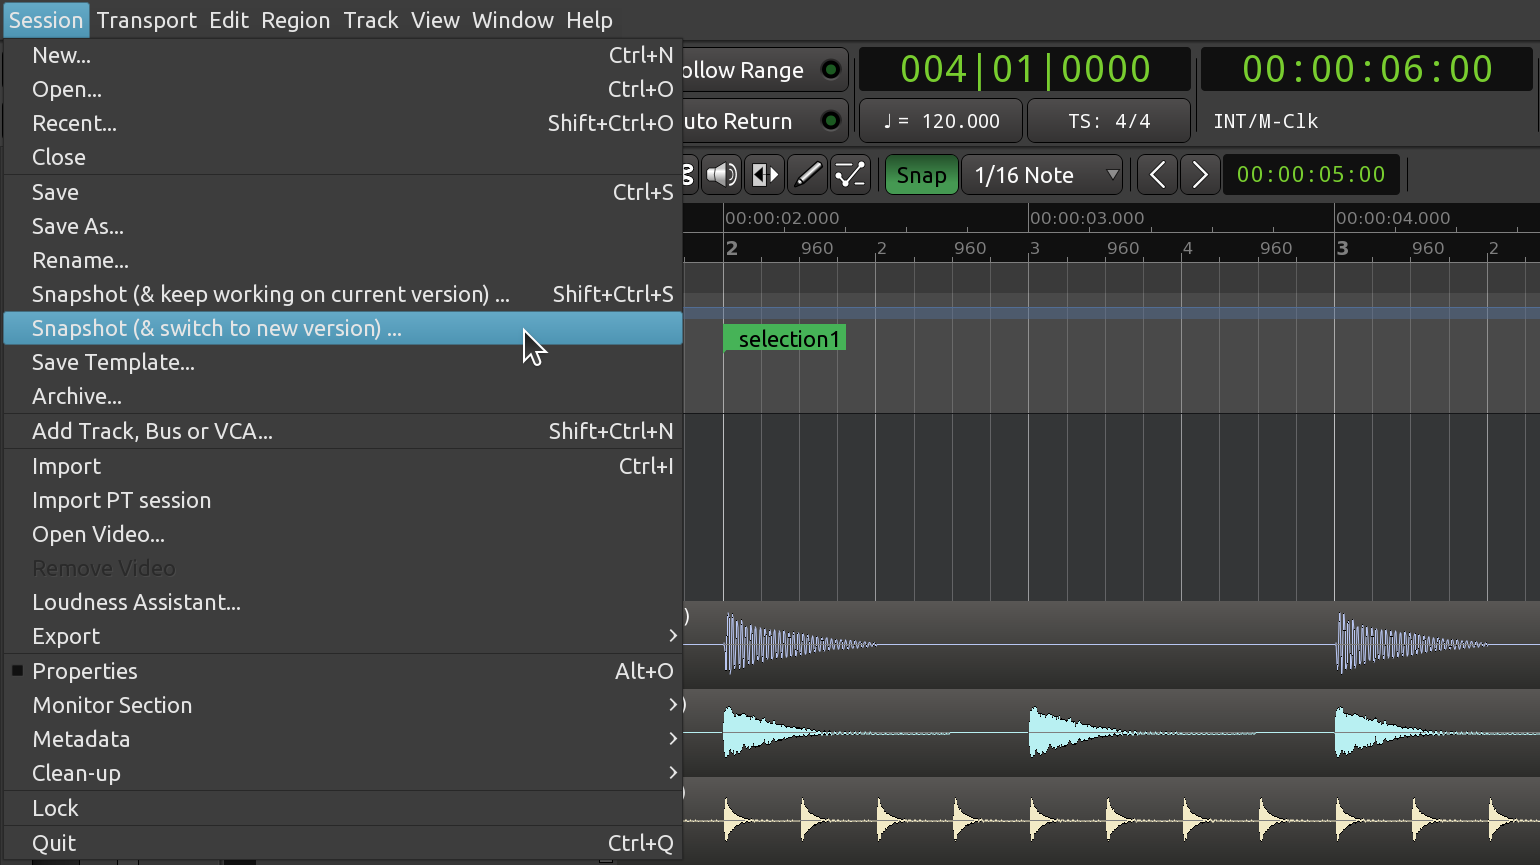 Session Transport Edit Region Track View Window Help
New... Ctrl+N
Open... Ctrl+O
Recent... Shift+Ctrl+O
Close
Save Ctrl+S
Save As...
Rename...
Snapshot (& keep working on current version) ... Shift+Ctrl+S
Snapshot (& switch to new version) ...
Save Template...
Archive...
Add Track, Bus or VCA... Shift+Ctrl+N
Import Ctrl+I
Import PT session
Open Video...
Remove Video
Loudness Assistant...
Export
Properties Alt+O
Monitor Section
Metadata
Clean-up
Lock
Quit Ctrl+Q
ollow Range
004|01|0000
00:00:06:00
uto Return
♩ = 120.000
TS: 4/4
INT/M-Clk
Snap
1/16 Note
00:00:05:00
00:00:02.000 00:00:03.000 00:00:04.000
2 960 2 960 3 960 4 960 3 960 2
selection1
)
)
)